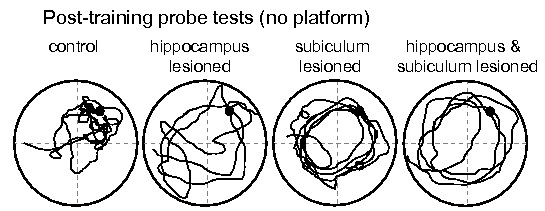 Post-training probe tests (no platform)
control
hippocampus
lesioned
subiculum
lesioned
hippocampus &
subiculum lesioned